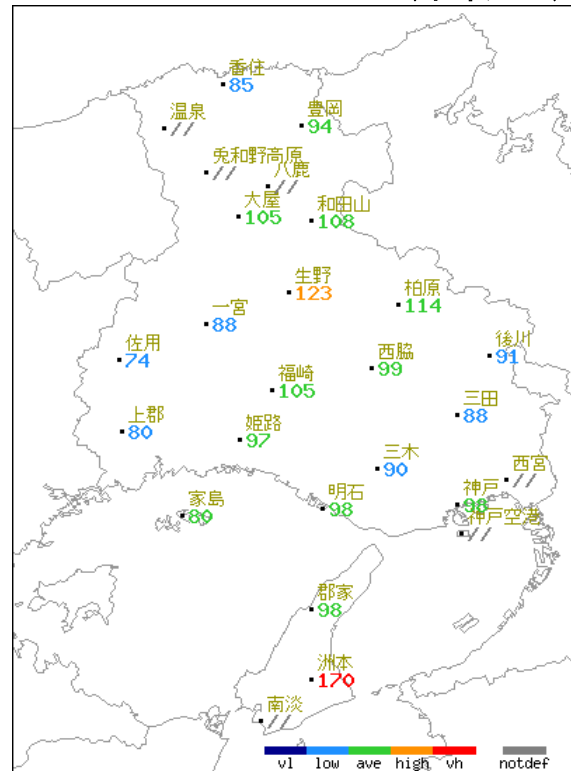 香住
85
温泉
//
豊岡
94
兎和野高原
//
八鹿
//
大屋
105
和田山
108
生野
123
柏原
114
一宮
88
佐用
74
西脇
99
後川
91
福崎
105
三田
88
上郡
80
姫路
97
三木
90
西宮
//
家島
89
明石
98
神戸
98
神戸空港
//
郡家
98
洲本
170
南淡
//
vl low ave high vh notdef